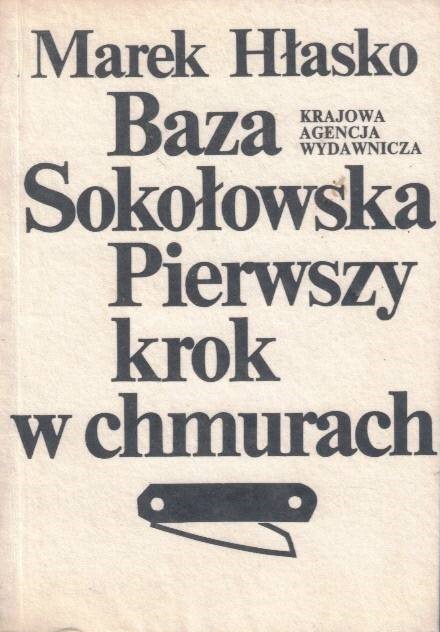 Marek Hłasko
Baza
KRAJOWA
AGENCJA
WYDAWNICZA
Sokołowska
Pierwszy
krok
w chmurach